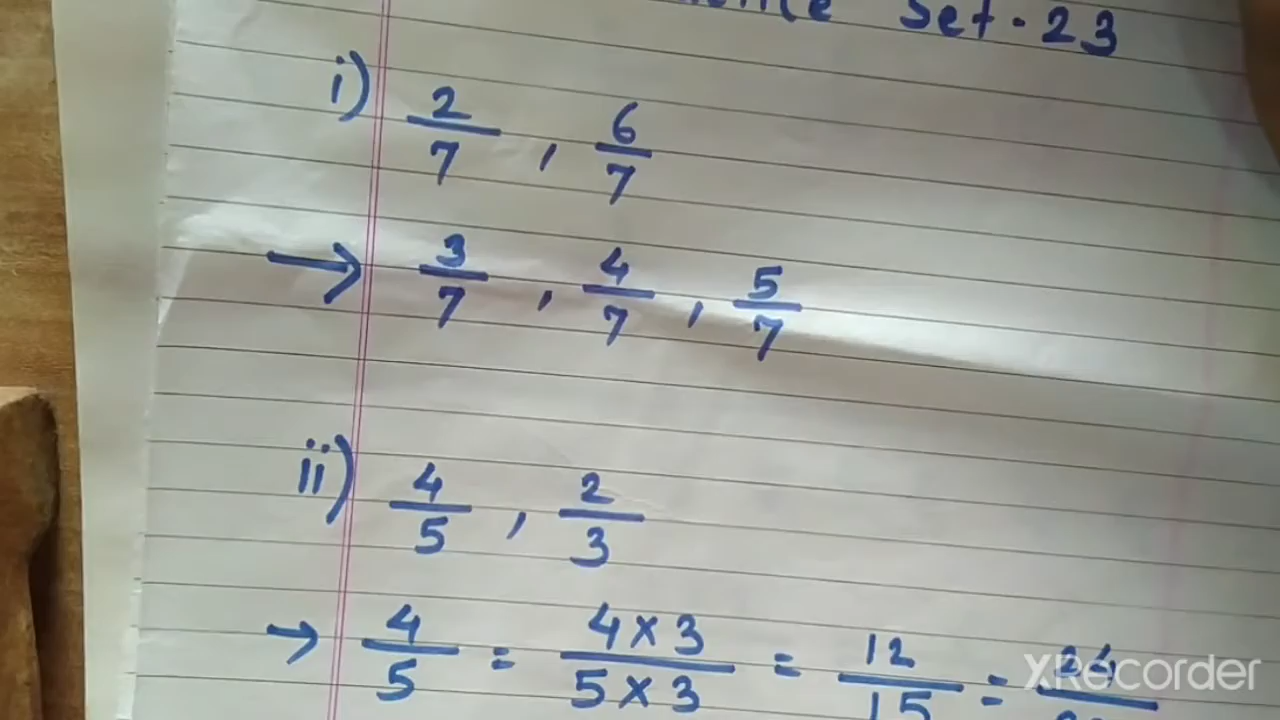 Set-23
i) 2/7 , 6/7
→ 3/7 , 4/7 , 5/7
ii) 4/5 , 2/3
→ 4/5 = 4×3/5×3 = 12/15 = 24/
XRecorder